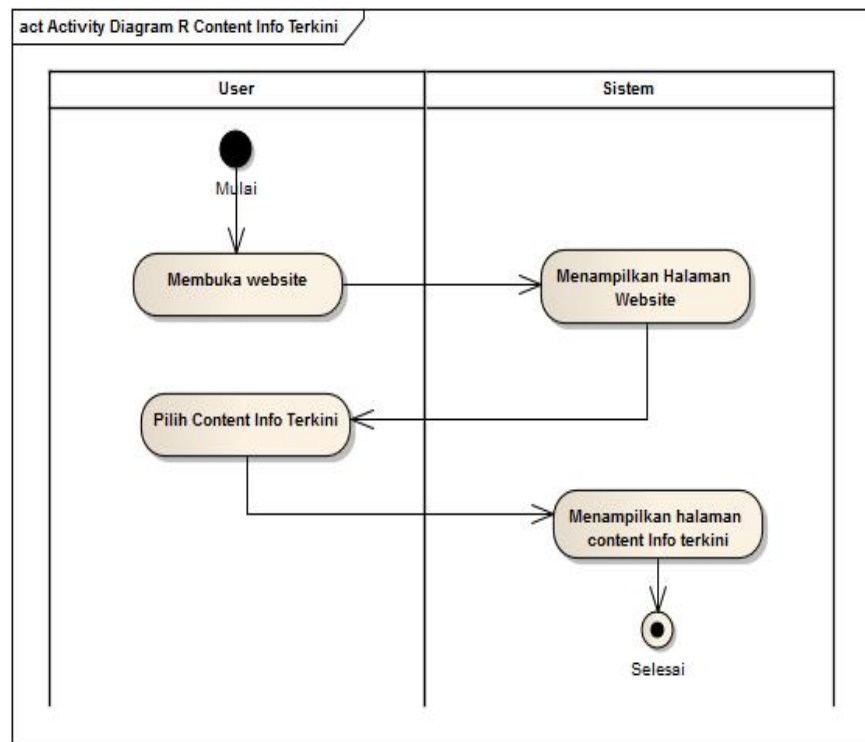 act Activity Diagram R Content Info Terkini
User
Sistem
Mulai
Membuka website
Menampilkan Halaman
Website
Pilih Content Info Terkini
Menampilkan halaman
content Info terkini
Selesai